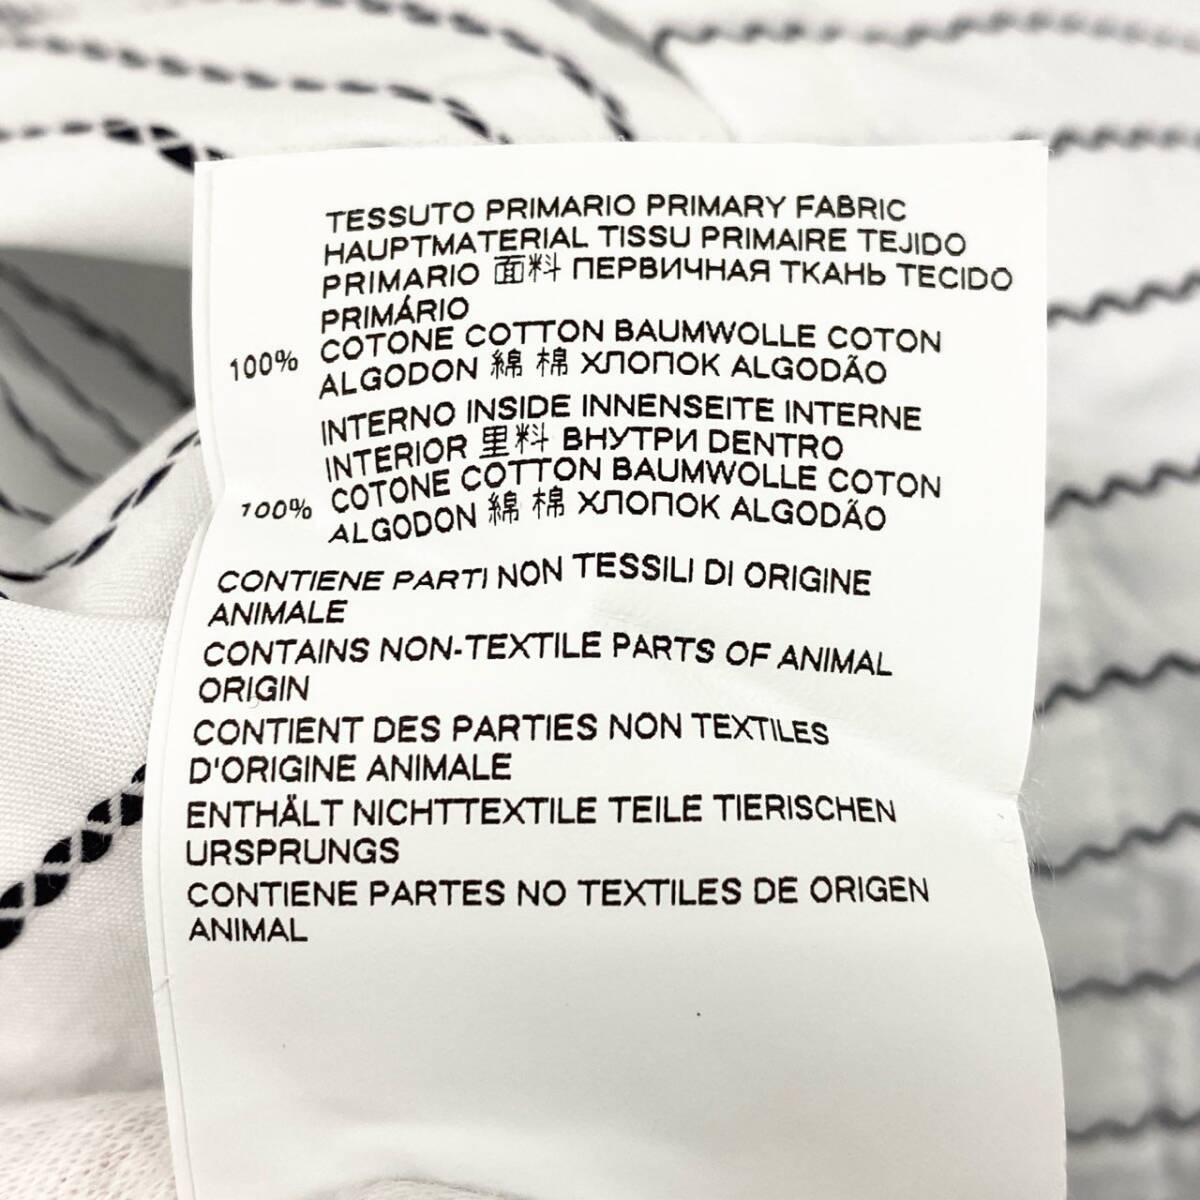 TESSUTO PRIMARIO PRIMARY FABRIC
HAUPTMATERIAL TISSU PRIMAIRE TEJIDO
PRIMARIO 面料 ПЕРВИЧНАЯ ТКАНЬ TECIDO
PRIMÁRIO
100% COTONE COTTON BAUMWOLLE COTON
ALGODON 綿 棉 ХЛОПОК ALGODÃO
INTERNO INSIDE INNENSEITE INTERNE
INTERIOR 里料 ВНУТРИ DENTRO
100% COTONE COTTON BAUMWOLLE COTON
ALGODON 綿 棉 ХЛОПОК ALGODÃO
CONTIENE PARTI NON TESSILI DI ORIGINE
ANIMALE
CONTAINS NON-TEXTILE PARTS OF ANIMAL
ORIGIN
CONTIENT DES PARTIES NON TEXTILES
D'ORIGINE ANIMALE
ENTHÄLT NICHTTEXTILE TEILE TIERISCHEN
URSPRUNGS
CONTIENE PARTES NO TEXTILES DE ORIGEN
ANIMAL